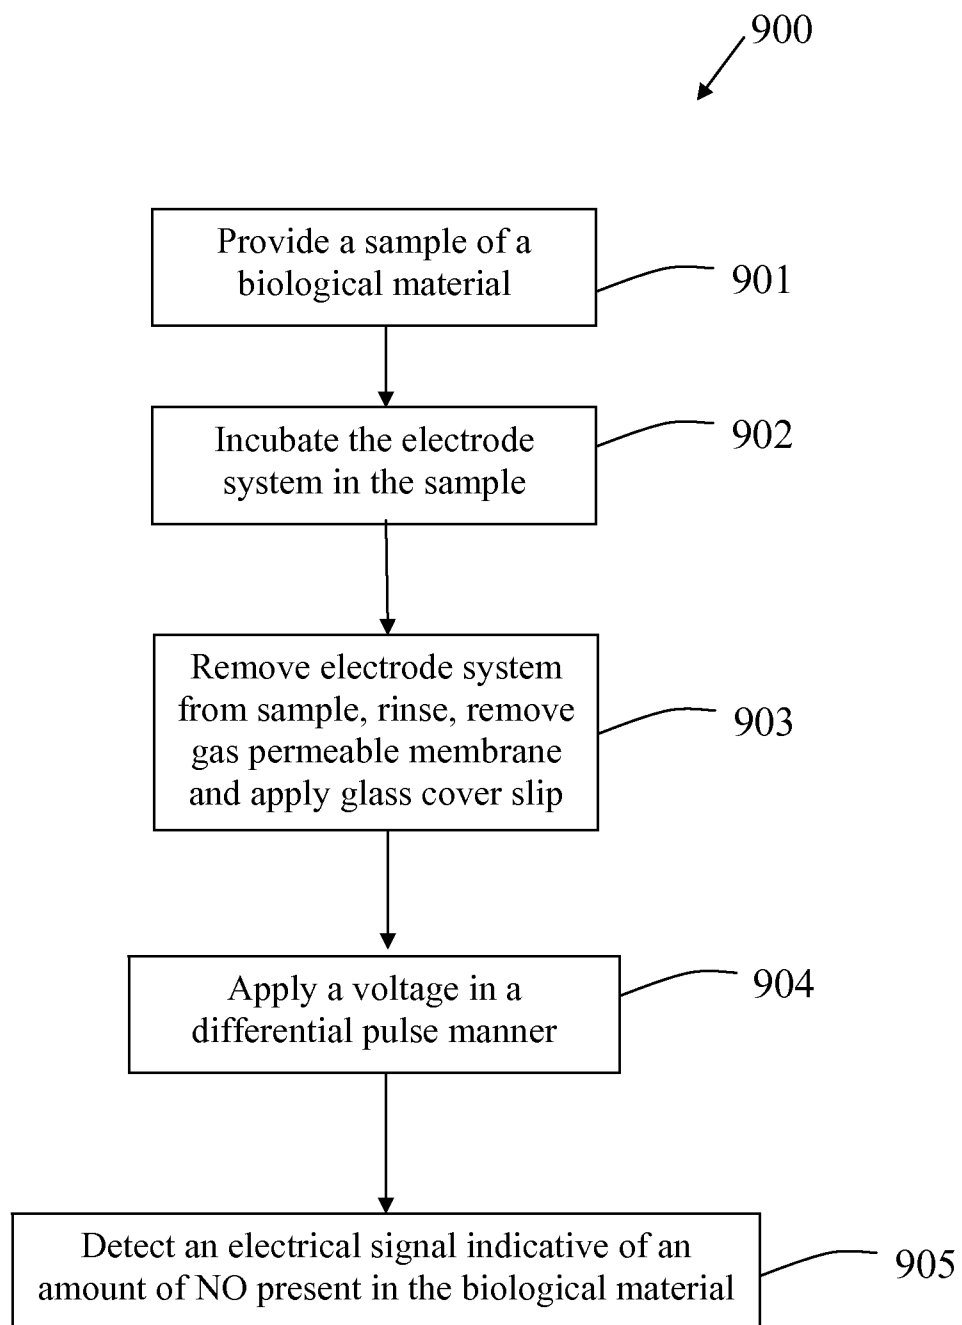 900
Provide a sample of a
biological material
901
Incubate the electrode
system in the sample
902
Remove electrode system
from sample, rinse, remove
gas permeable membrane
and apply glass cover slip
903
Apply a voltage in a
differential pulse manner
904
Detect an electrical signal indicative of an
amount of NO present in the biological material
905